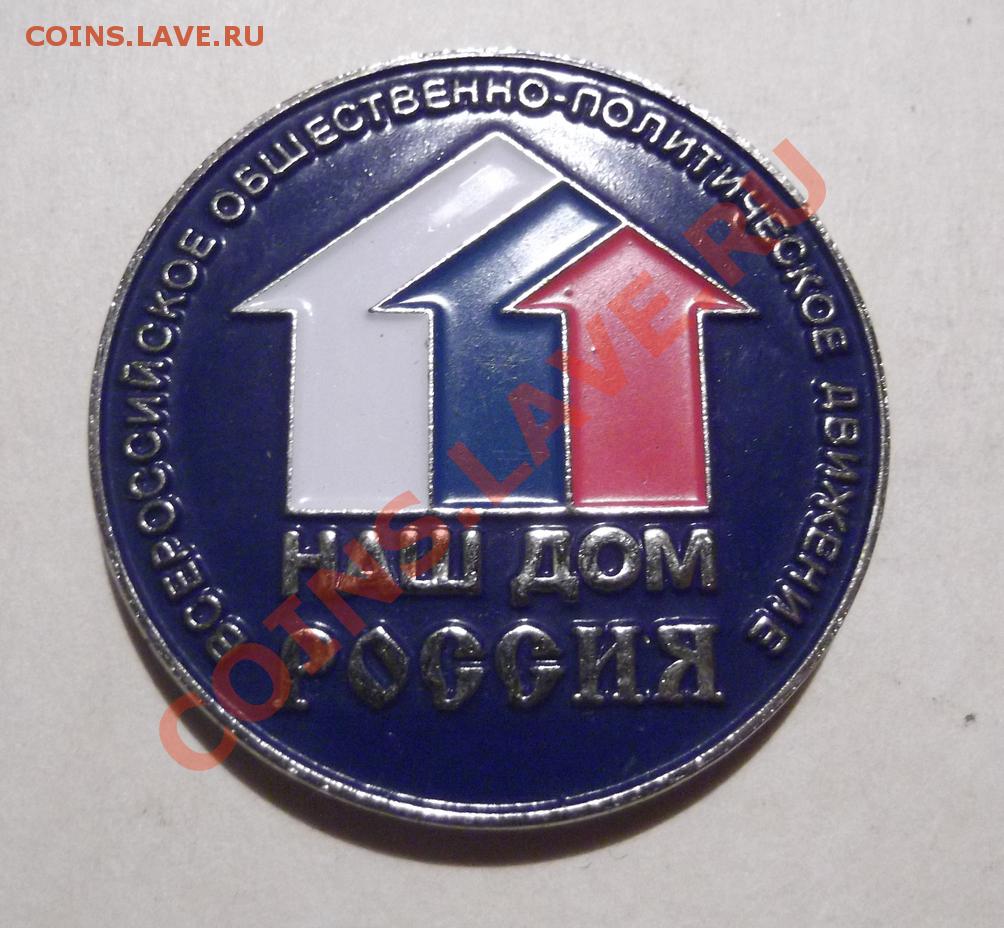 COINS.LAVE.RU
ВСЕРОССИЙСКОЕ ОБЩЕСТВЕННО-ПОЛИТИЧЕСКОЕ ДВИЖЕНИЕ
НАШ ДОМ
РОССИЯ
COINS.LAVE.RU